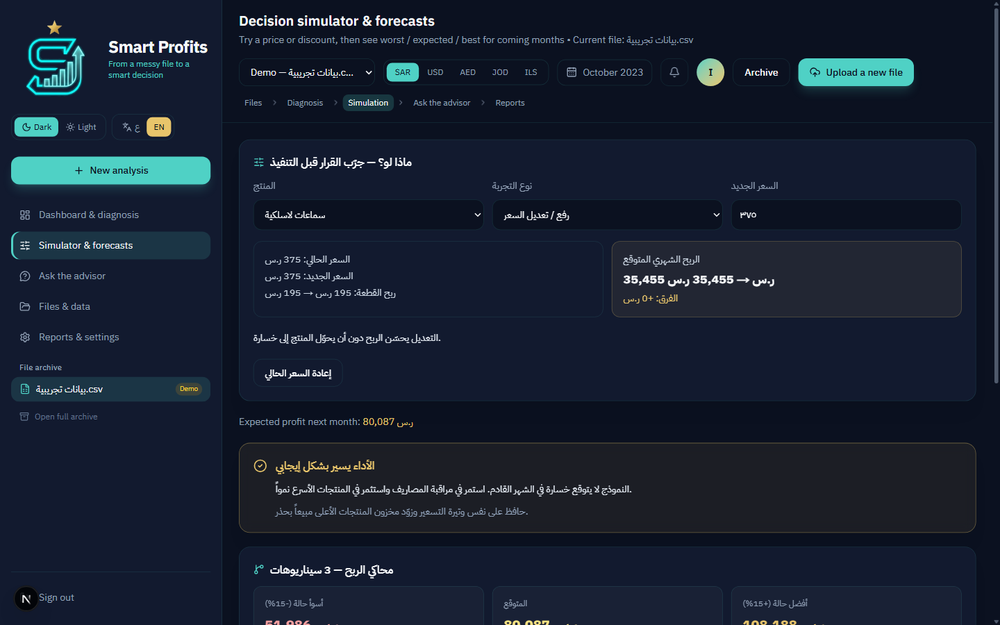 Smart Profits
From a messy file to a
smart decision
Dark
Light
ع
EN
New analysis
Dashboard & diagnosis
Simulator & forecasts
Ask the advisor
Files & data
Reports & settings
File archive
بيانات تجريبية.csv
Demo
Open full archive
N
Sign out
Decision simulator & forecasts
Try a price or discount, then see worst / expected / best for coming months • Current file: بيانات تجريبية.csv
Demo — بيانات تجريبية.c...
SAR
USD
AED
JOD
ILS
October 2023
I
Archive
Upload a new file
Files
Diagnosis
Simulation
Ask the advisor
Reports
ماذا لو؟ — جرّب القرار قبل التنفيذ
المنتج
نوع التجربة
السعر الجديد
سماعات لاسلكية
رفع / تعديل السعر
٣٧٥
السعر الحالي: 375 ر.س
السعر الجديد: 375 ر.س
ربح القطعة: 195 ر.س → 195 ر.س
الربح الشهري المتوقع
35,455 ر.س → 35,455 ر.س
الفرق: +0 ر.س
التعديل يحسّن الربح دون أن يحوّل المنتج إلى خسارة.
إعادة السعر الحالي
Expected profit next month: 80,087 ر.س
الأداء يسير بشكل إيجابي
النموذج لا يتوقع خسارة في الشهر القادم. استمر في مراقبة المصاريف واستثمر في المنتجات الأسرع نمواً.
حافظ على نفس وتيرة التسعير وزوّد مخزون المنتجات الأعلى مبيعاً بحذر.
محاكي الربح — 3 سيناريوهات
أسوأ حالة (-15%)
المتوقع
أفضل حالة (+15%)
51,986 ر.س
80,087 ر.س
108,188 ر.س